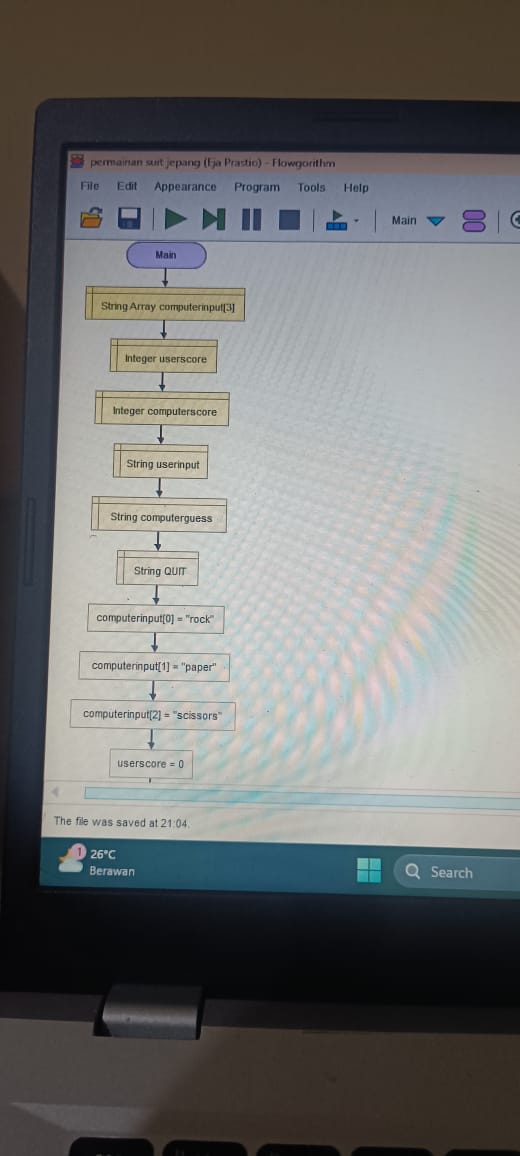 permainan suit jepang (Eja Prastio) - Flowgorithm
File Edit Appearance Program Tools Help
Main
Main
String Array computerinput[3]
Integer userscore
Integer computerscore
String userinput
String computerguess
String QUIT
computerinput[0] = "rock"
computerinput[1] = "paper"
computerinput[2] = "scissors"
userscore = 0
The file was saved at 21:04.
1
26°C
Berawan
Search